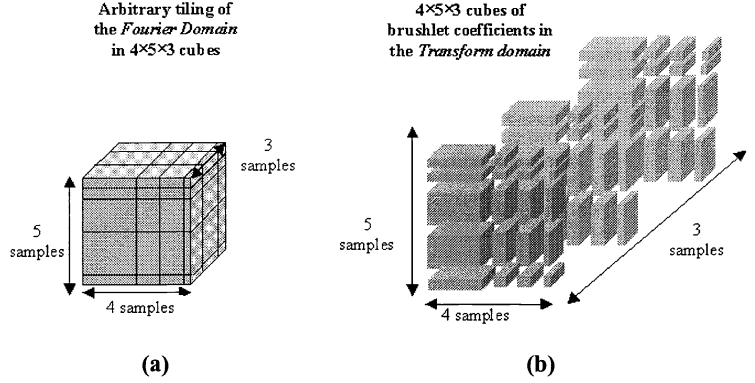 Arbitrary tiling of
the Fourier Domain
in 4×5×3 cubes
4×5×3 cubes of
brushlet coefficients in
the Transform domain
3
samples
5
samples
4 samples
5
samples
3
samples
4 samples
(a)
(b)